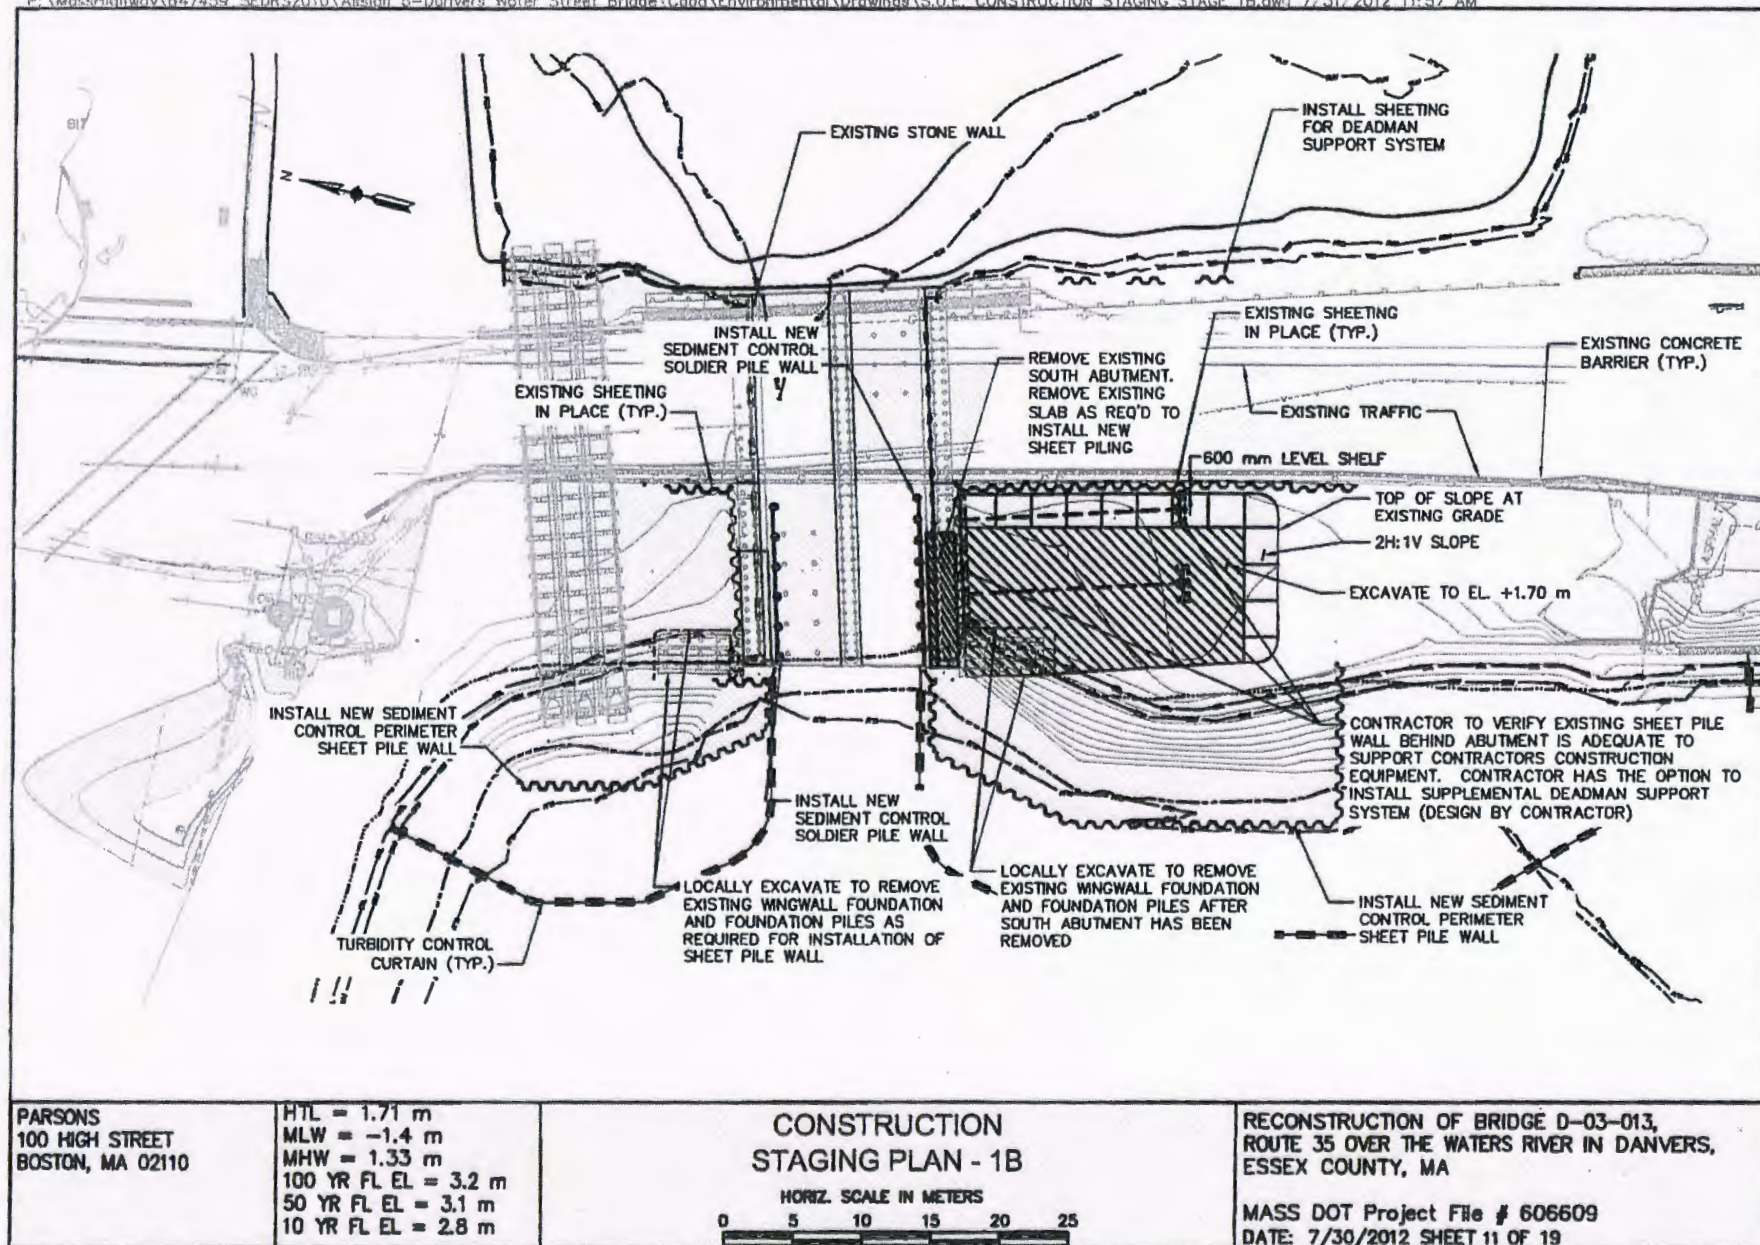 EXISTING STONE WALL
INSTALL SHEETING
FOR DEADMAN
SUPPORT SYSTEM
817
N
INSTALL NEW
SEDIMENT CONTROL
SOLDIER PILE WALL
EXISTING SHEETING
IN PLACE (TYP.)
REMOVE EXISTING
SOUTH ABUTMENT.
REMOVE EXISTING
SLAB AS REQ'D TO
INSTALL NEW
SHEET PILING
EXISTING SHEETING
IN PLACE (TYP.)
EXISTING CONCRETE
BARRIER (TYP.)
EXISTING TRAFFIC
600 mm LEVEL SHELF
TOP OF SLOPE AT
EXISTING GRADE
2H:1V SLOPE
EXCAVATE TO EL. +1.70 m
ASPHALT
INSTALL NEW SEDIMENT
CONTROL PERIMETER
SHEET PILE WALL
CONTRACTOR TO VERIFY EXISTING SHEET PILE
WALL BEHIND ABUTMENT IS ADEQUATE TO
SUPPORT CONTRACTORS CONSTRUCTION
EQUIPMENT. CONTRACTOR HAS THE OPTION TO
INSTALL SUPPLEMENTAL DEADMAN SUPPORT
SYSTEM (DESIGN BY CONTRACTOR)
INSTALL NEW
SEDIMENT CONTROL
SOLDIER PILE WALL
LOCALLY EXCAVATE TO REMOVE
EXISTING WINGWALL FOUNDATION
AND FOUNDATION PILES AS
REQUIRED FOR INSTALLATION OF
SHEET PILE WALL
LOCALLY EXCAVATE TO REMOVE
EXISTING WINGWALL FOUNDATION
AND FOUNDATION PILES AFTER
SOUTH ABUTMENT HAS BEEN
REMOVED
INSTALL NEW SEDIMENT
CONTROL PERIMETER
SHEET PILE WALL
TURBIDITY CONTROL
CURTAIN (TYP.)
PARSONS
100 HIGH STREET
BOSTON, MA 02110
HTL = 1.71 m
MLW = -1.4 m
MHW = 1.33 m
100 YR FL EL = 3.2 m
50 YR FL EL = 3.1 m
10 YR FL EL = 2.8 m
CONSTRUCTION
STAGING PLAN - 1B
HORIZ. SCALE IN METERS
0 5 10 15 20 25
RECONSTRUCTION OF BRIDGE D-03-013,
ROUTE 35 OVER THE WATERS RIVER IN DANVERS,
ESSEX COUNTY, MA
MASS DOT Project File # 606609
DATE: 7/30/2012 SHEET 11 OF 19